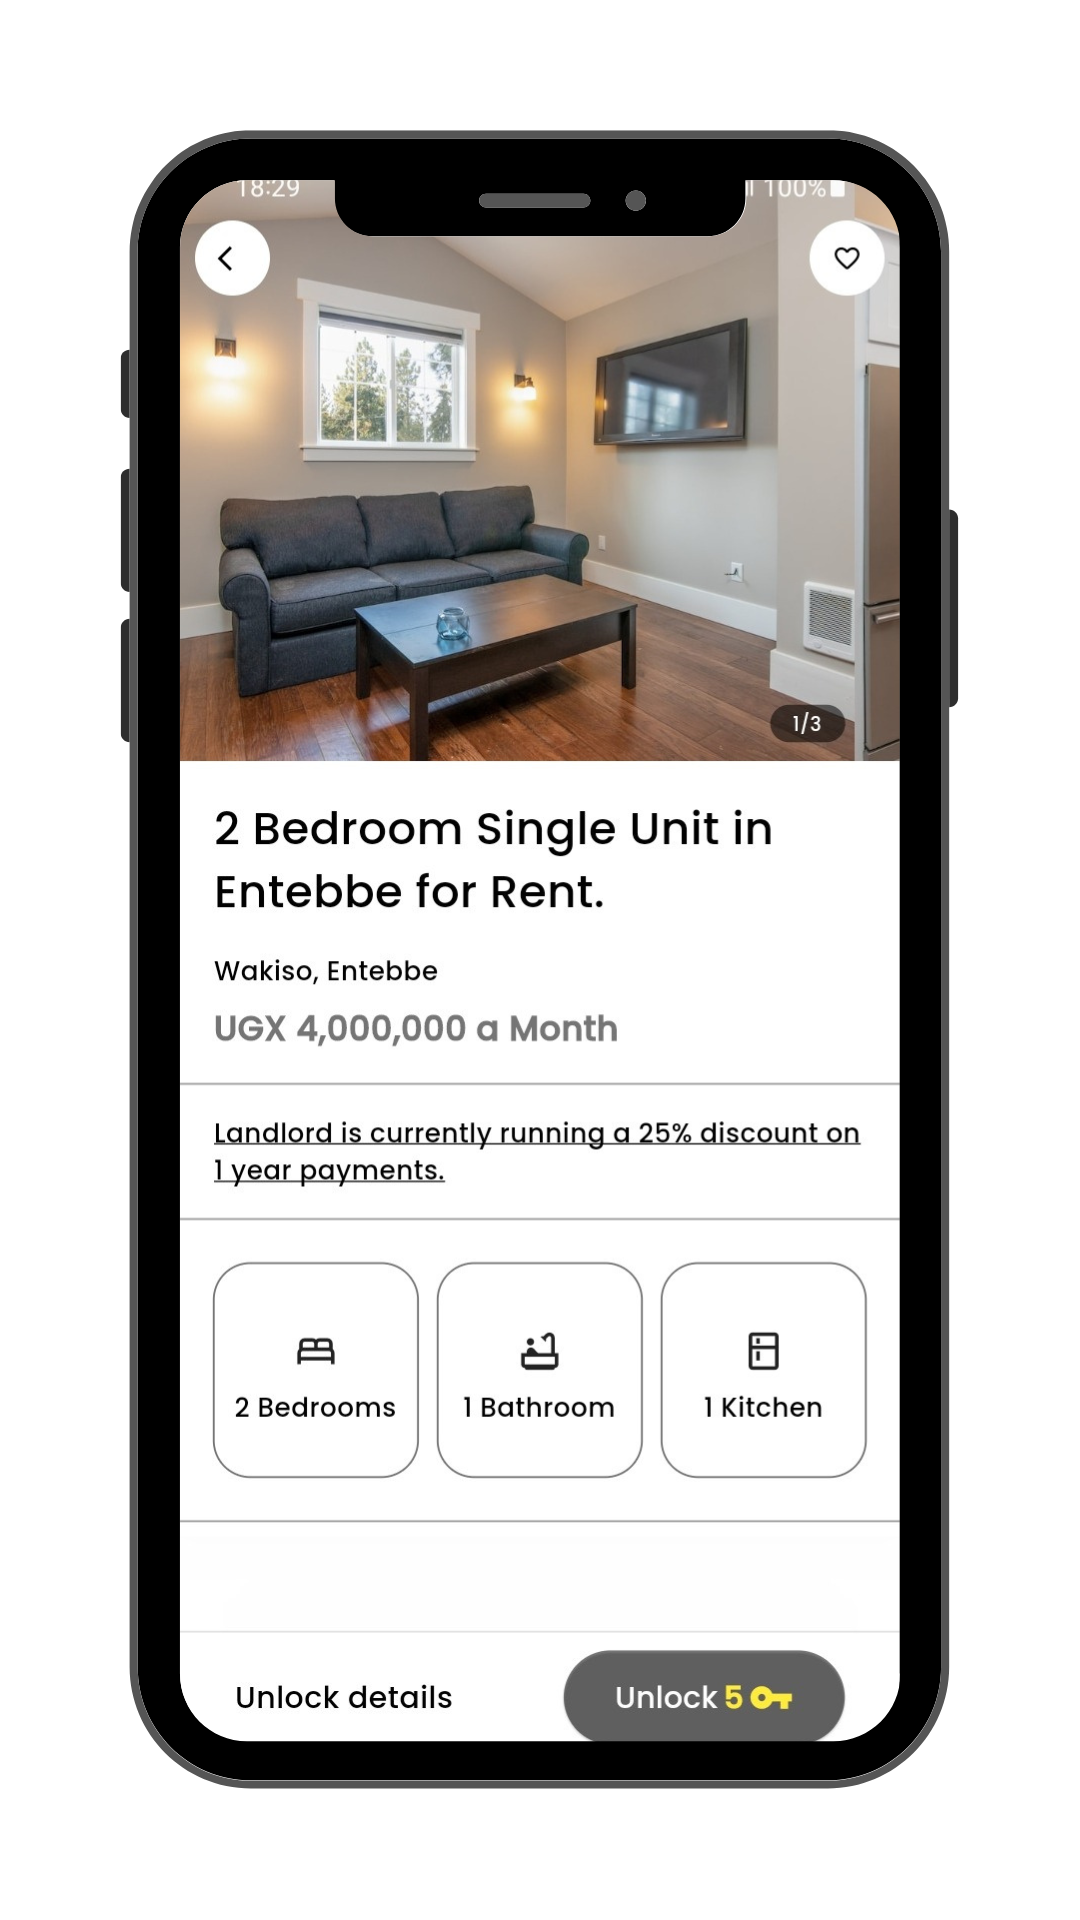 18:29
100%
1/3
2 Bedroom Single Unit in
Entebbe for Rent.
Wakiso, Entebbe
UGX 4,000,000 a Month
Landlord is currently running a 25% discount on
1 year payments.
2 Bedrooms
1 Bathroom
1 Kitchen
Unlock details
Unlock 5